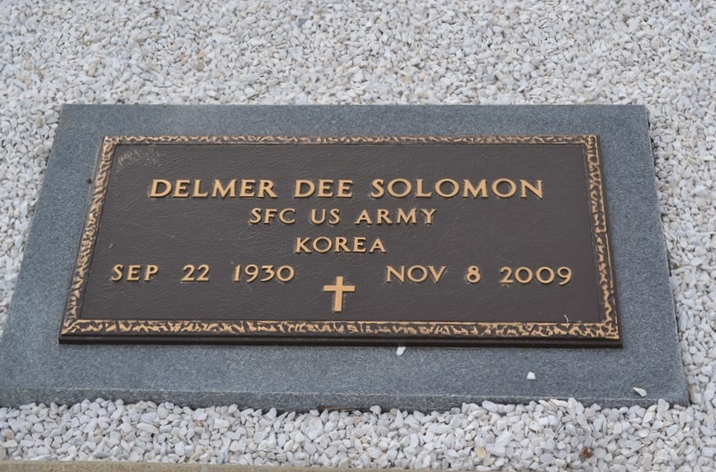 DELMER DEE SOLOMON
SFC US ARMY
KOREA
SEP 22 1930 NOV 8 2009